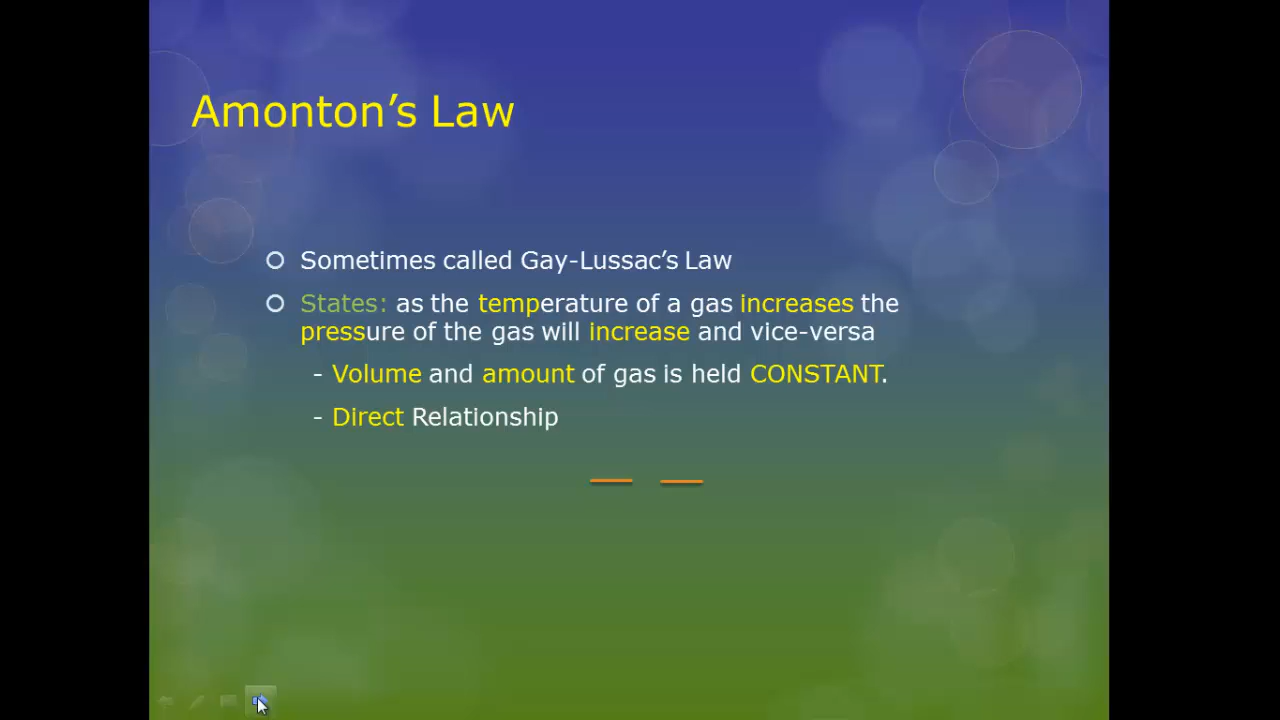 Amonton’s Law
Sometimes called Gay-Lussac’s Law
States: as the temperature of a gas increases the
pressure of the gas will increase and vice-versa
- Volume and amount of gas is held CONSTANT.
- Direct Relationship